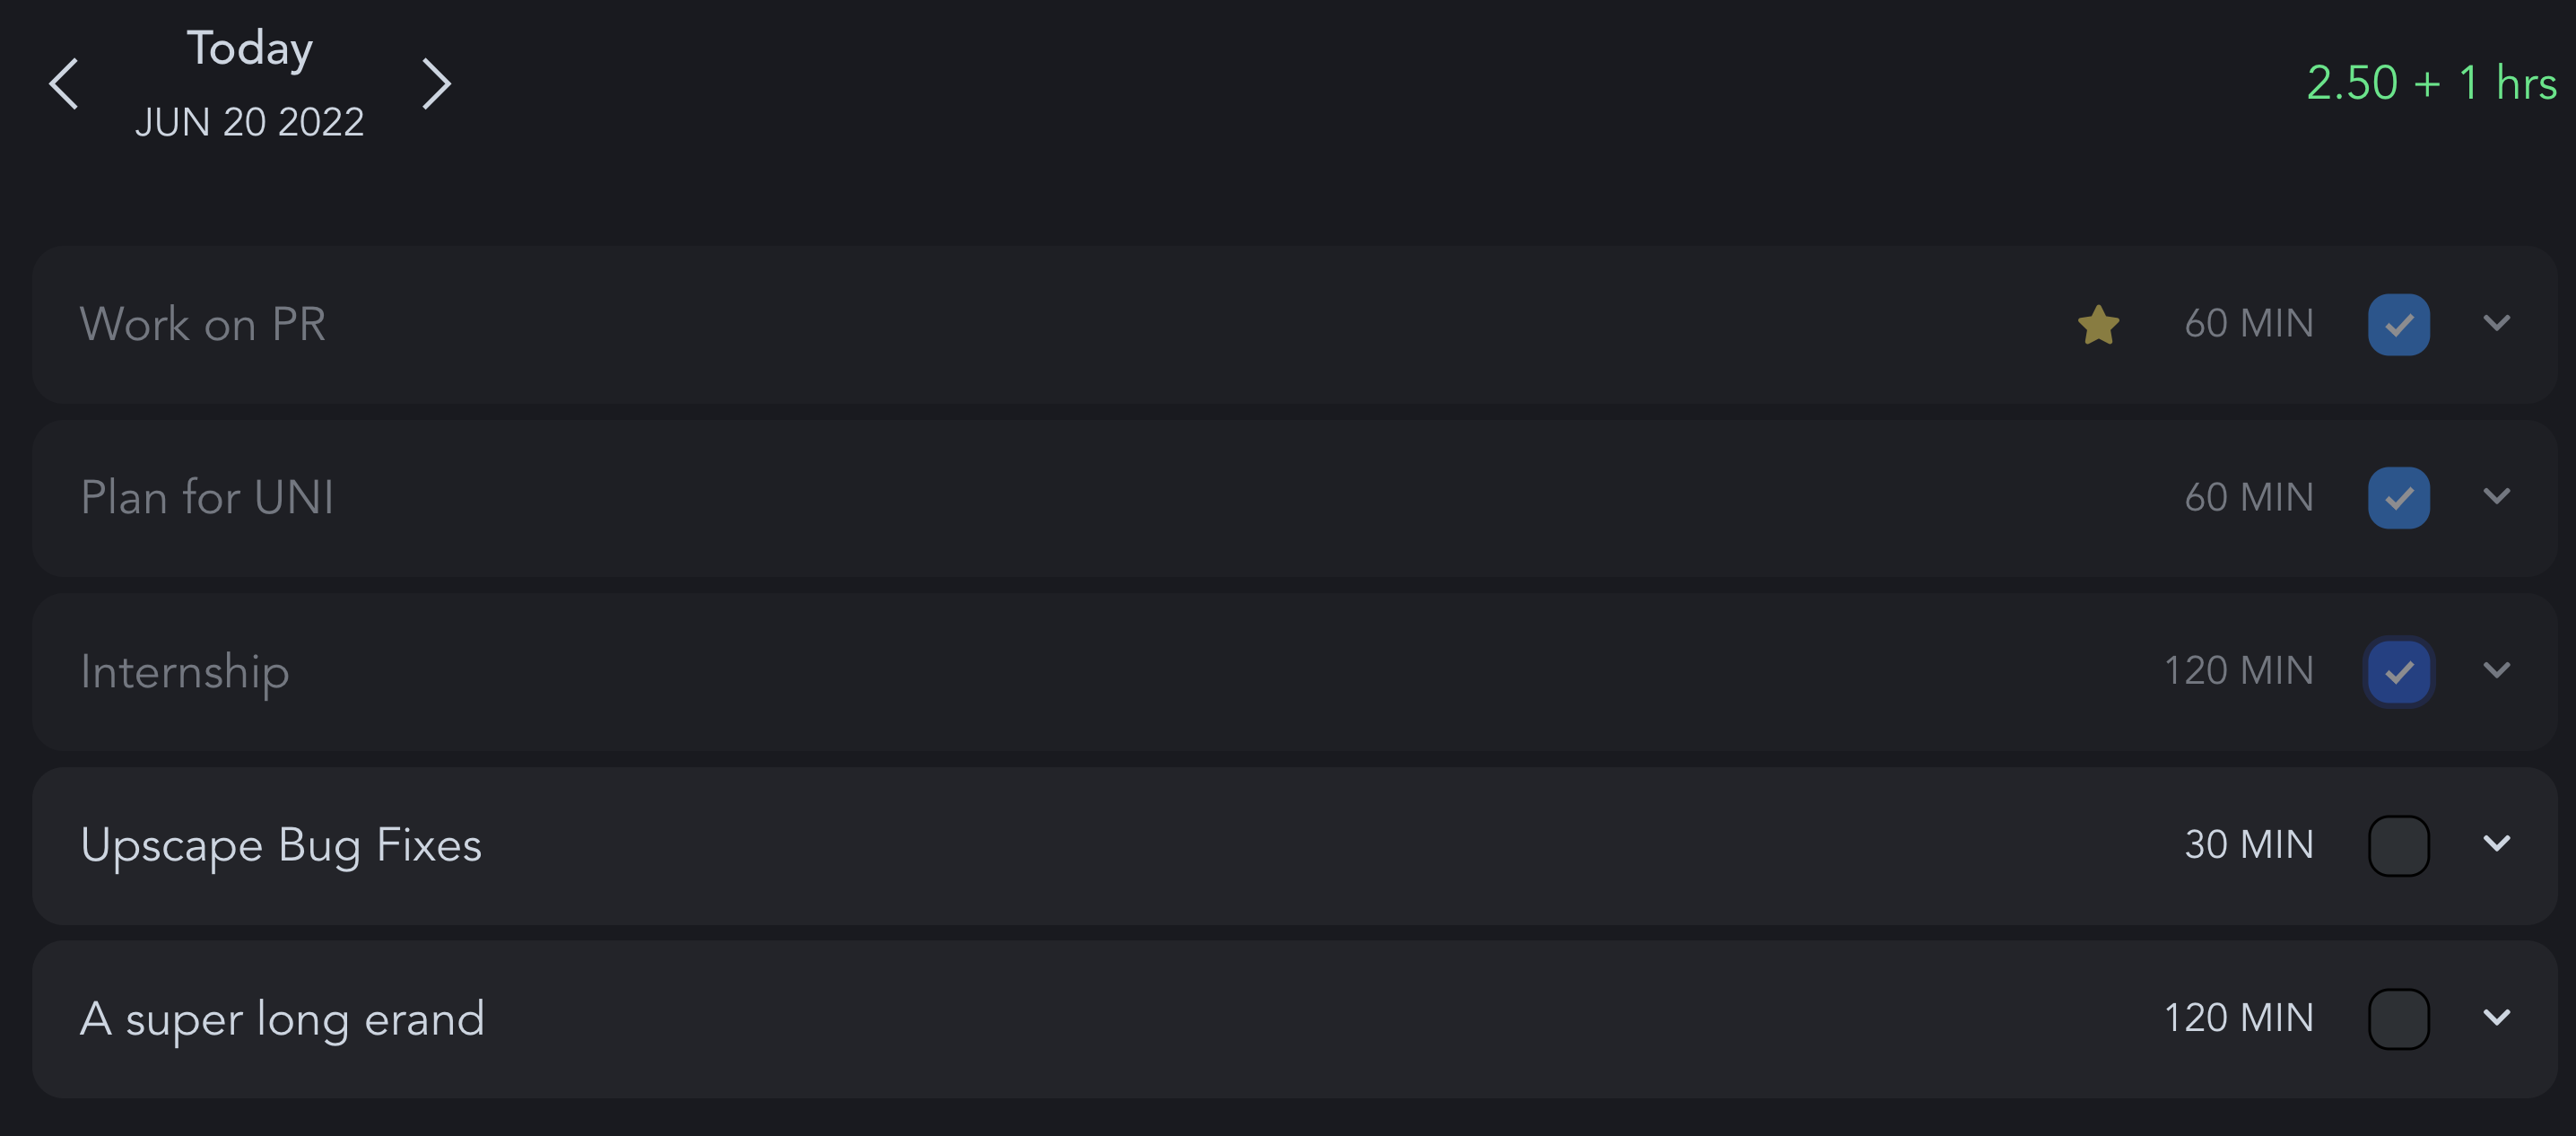 Today
JUN 20 2022
2.50 + 1 hrs
Work on PR 60 MIN
Plan for UNI 60 MIN
Internship 120 MIN
Upscape Bug Fixes 30 MIN
A super long erand 120 MIN